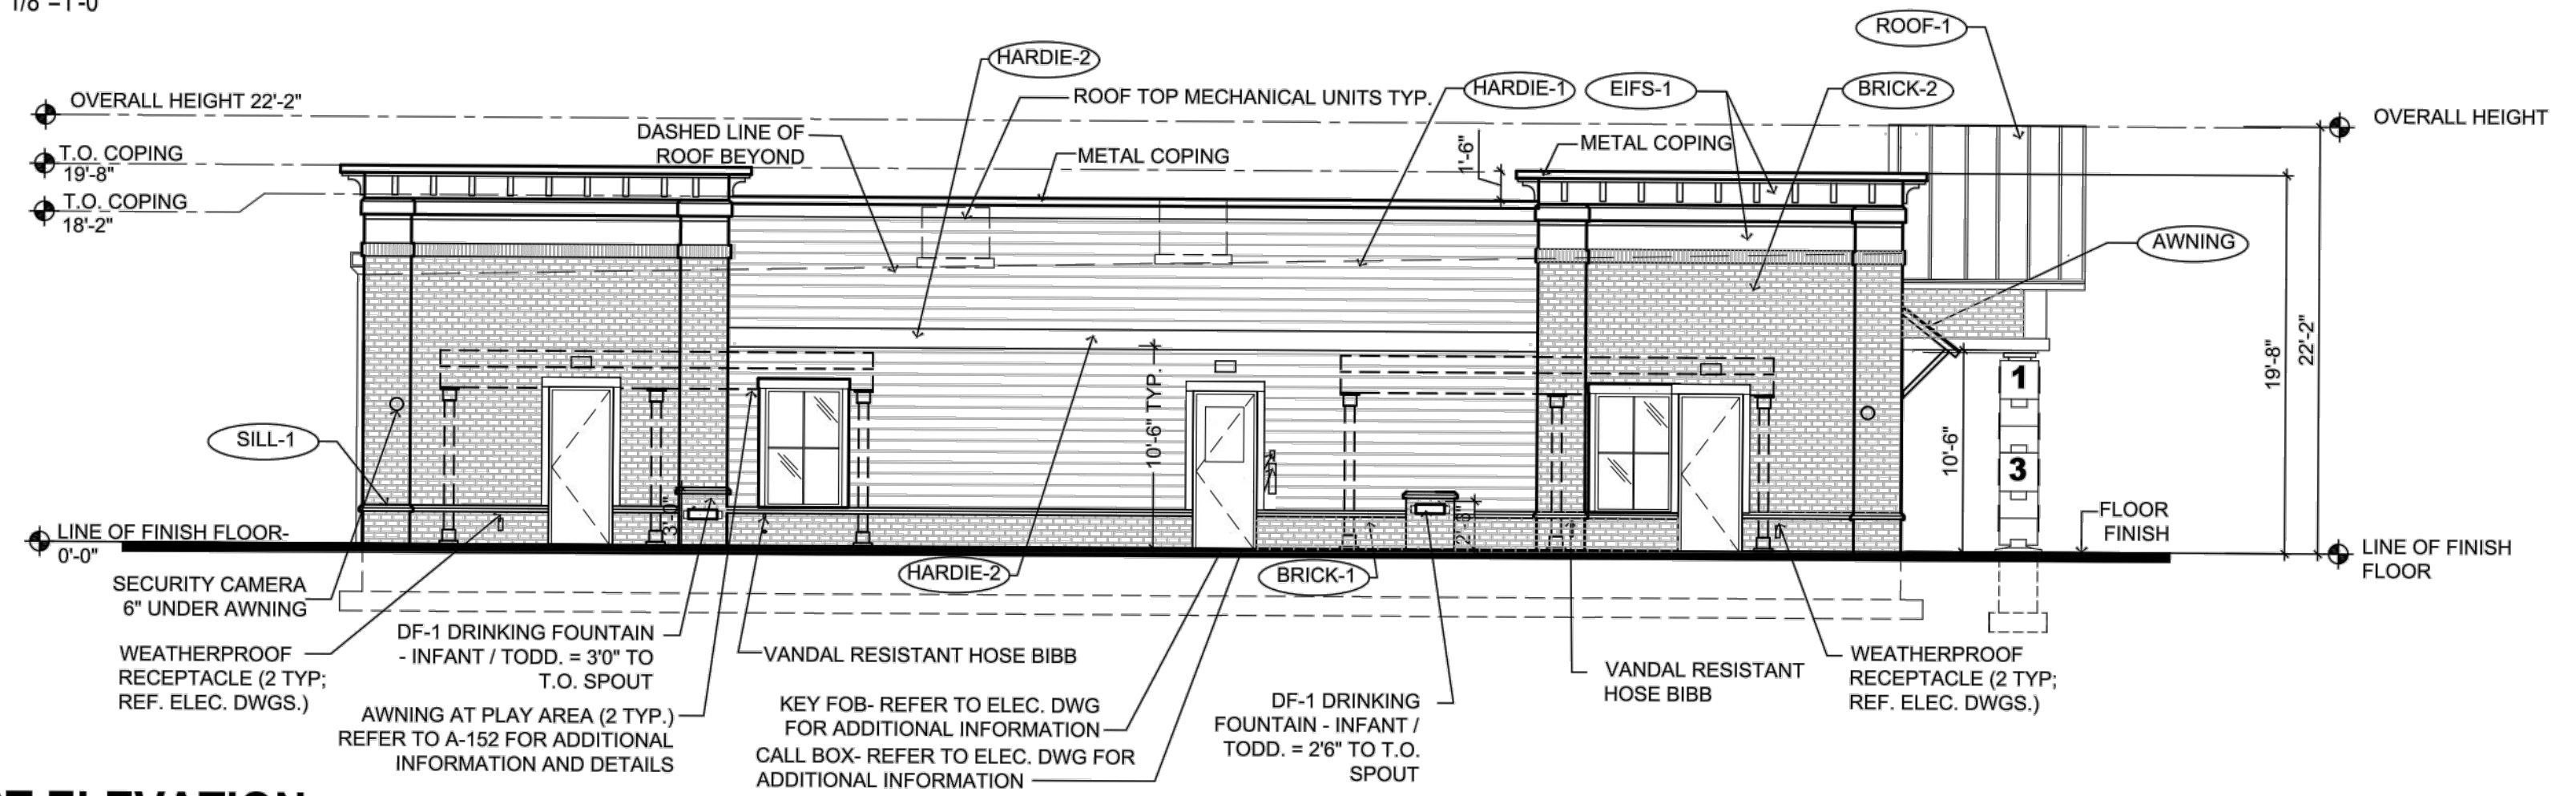 1/8"=1'-0"
ROOF-1
HARDIE-2
OVERALL HEIGHT 22'-2"
ROOF TOP MECHANICAL UNITS TYP.
HARDIE-1
EIFS-1
BRICK-2
OVERALL HEIGHT
DASHED LINE OF
ROOF BEYOND
T.O. COPING
19'-8"
METAL COPING
1'-6"
METAL COPING
T.O. COPING
18'-2"
AWNING
19'-8"
22'-2"
10'-6" TYP.
10'-6"
1
3
SILL-1
3'-0"
FLOOR
FINISH
LINE OF FINISH FLOOR-
0'-0"
LINE OF FINISH
FLOOR
HARDIE-2
BRICK-1
SECURITY CAMERA
6" UNDER AWNING
WEATHERPROOF
RECEPTACLE (2 TYP;
REF. ELEC. DWGS.)
DF-1 DRINKING FOUNTAIN
- INFANT / TODD. = 3'0" TO
T.O. SPOUT
AWNING AT PLAY AREA (2 TYP.)
REFER TO A-152 FOR ADDITIONAL
INFORMATION AND DETAILS
VANDAL RESISTANT HOSE BIBB
KEY FOB- REFER TO ELEC. DWG
FOR ADDITIONAL INFORMATION
CALL BOX- REFER TO ELEC. DWG FOR
ADDITIONAL INFORMATION
DF-1 DRINKING
FOUNTAIN - INFANT /
TODD. = 2'6" TO T.O.
SPOUT
VANDAL RESISTANT
HOSE BIBB
WEATHERPROOF
RECEPTACLE (2 TYP;
REF. ELEC. DWGS.)
ELEVATION